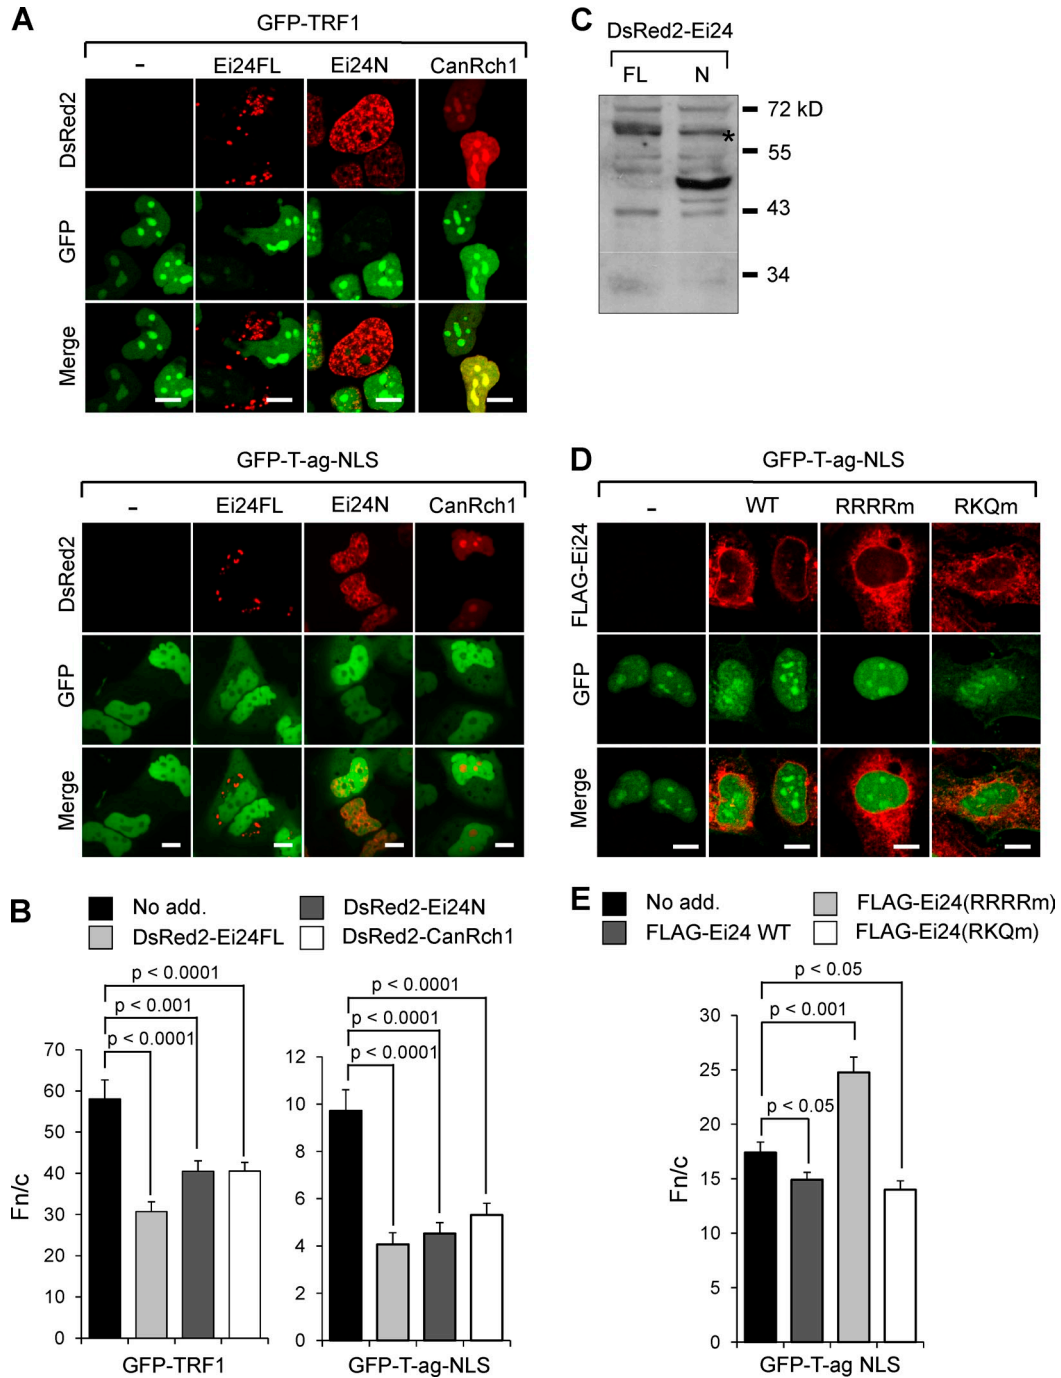 A
GFP-TRF1
- Ei24FL Ei24N CanRch1
DsRed2
GFP
Merge
GFP-T-ag-NLS
- Ei24FL Ei24N CanRch1
DsRed2
GFP
Merge
B
No add. DsRed2-Ei24N
DsRed2-Ei24FL DsRed2-CanRch1
p < 0.0001
p < 0.001
p < 0.0001
Fn/c
70
60
50
40
30
20
10
0
GFP-TRF1
p < 0.0001
p < 0.0001
p < 0.0001
12
10
8
6
4
2
0
GFP-T-ag-NLS
C
DsRed2-Ei24
FL N
72 kD
*
55
43
34
D
GFP-T-ag-NLS
- WT RRRRm RKQm
FLAG-Ei24
GFP
Merge
E
No add. FLAG-Ei24(RRRRm)
FLAG-Ei24 WT FLAG-Ei24(RKQm)
p < 0.05
p < 0.001
p < 0.05
Fn/c
30
25
20
15
10
5
0
GFP-T-ag NLS